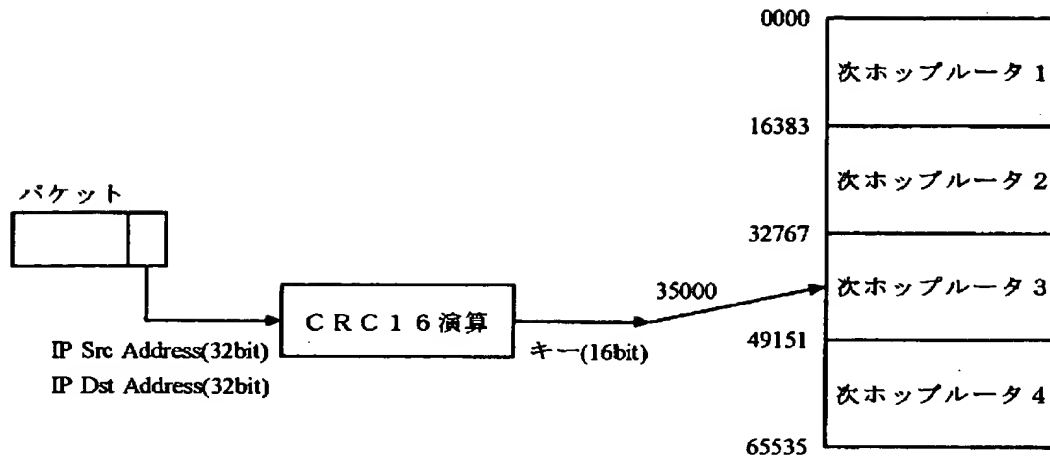 0000
次ホップルータ1
16383
次ホップルータ2
32767
パケット
35000
次ホップルータ3
CRC16演算
IP Src Address(32bit)
キー(16bit)
49151
IP Dst Address(32bit)
次ホップルータ4
65535